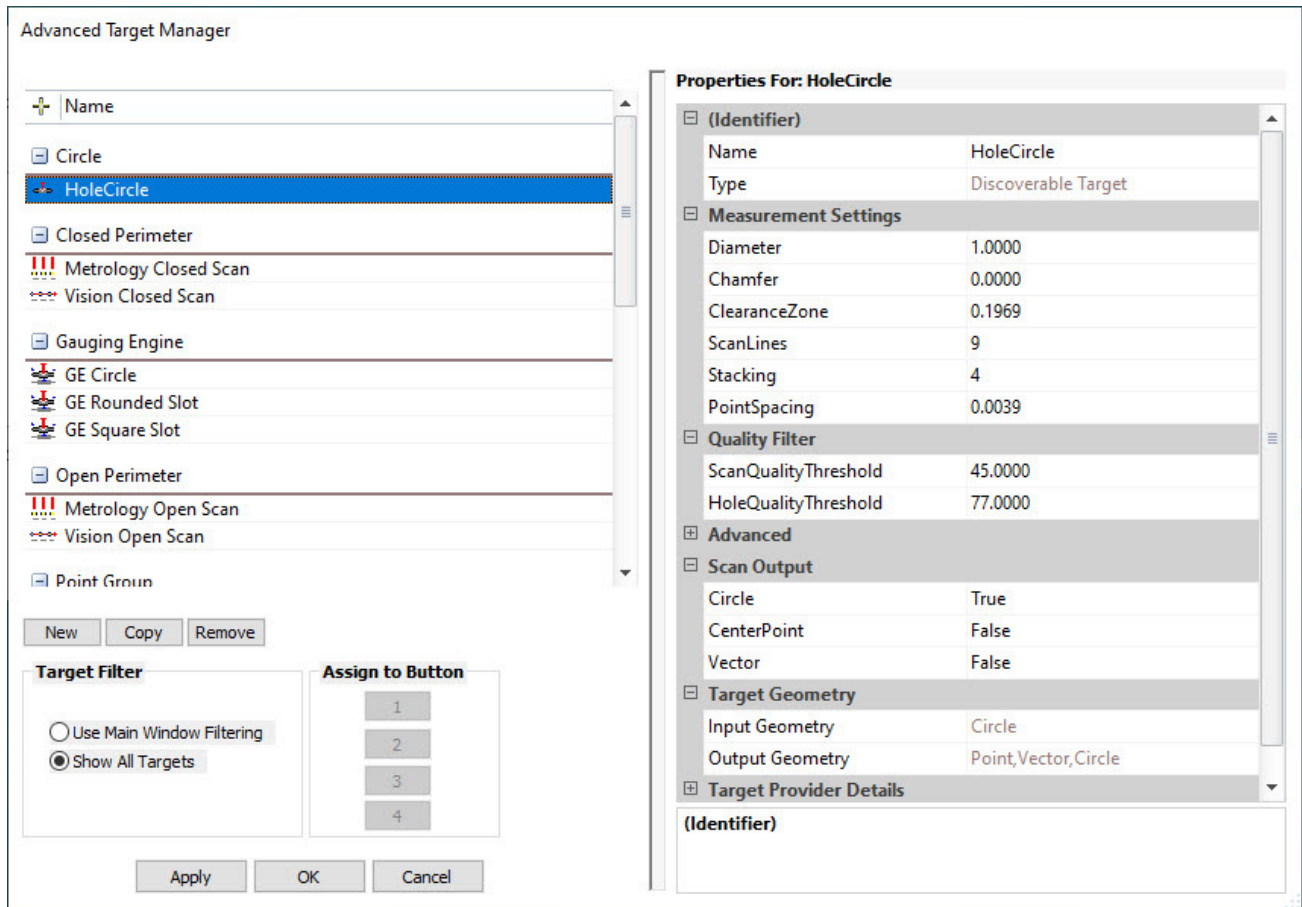 Advanced Target Manager
Name
Circle
HoleCircle
Closed Perimeter
Metrology Closed Scan
Vision Closed Scan
Gauging Engine
GE Circle
GE Rounded Slot
GE Square Slot
Open Perimeter
Metrology Open Scan
Vision Open Scan
Point Group
New Copy Remove
Target Filter
Use Main Window Filtering
Show All Targets
Assign to Button
1
2
3
4
Apply OK Cancel
Properties For: HoleCircle
(Identifier)
Name HoleCircle
Type Discoverable Target
Measurement Settings
Diameter 1.0000
Chamfer 0.0000
ClearanceZone 0.1969
ScanLines 9
Stacking 4
PointSpacing 0.0039
Quality Filter
ScanQualityThreshold 45.0000
HoleQualityThreshold 77.0000
Advanced
Scan Output
Circle True
CenterPoint False
Vector False
Target Geometry
Input Geometry Circle
Output Geometry Point,Vector,Circle
Target Provider Details
(Identifier)